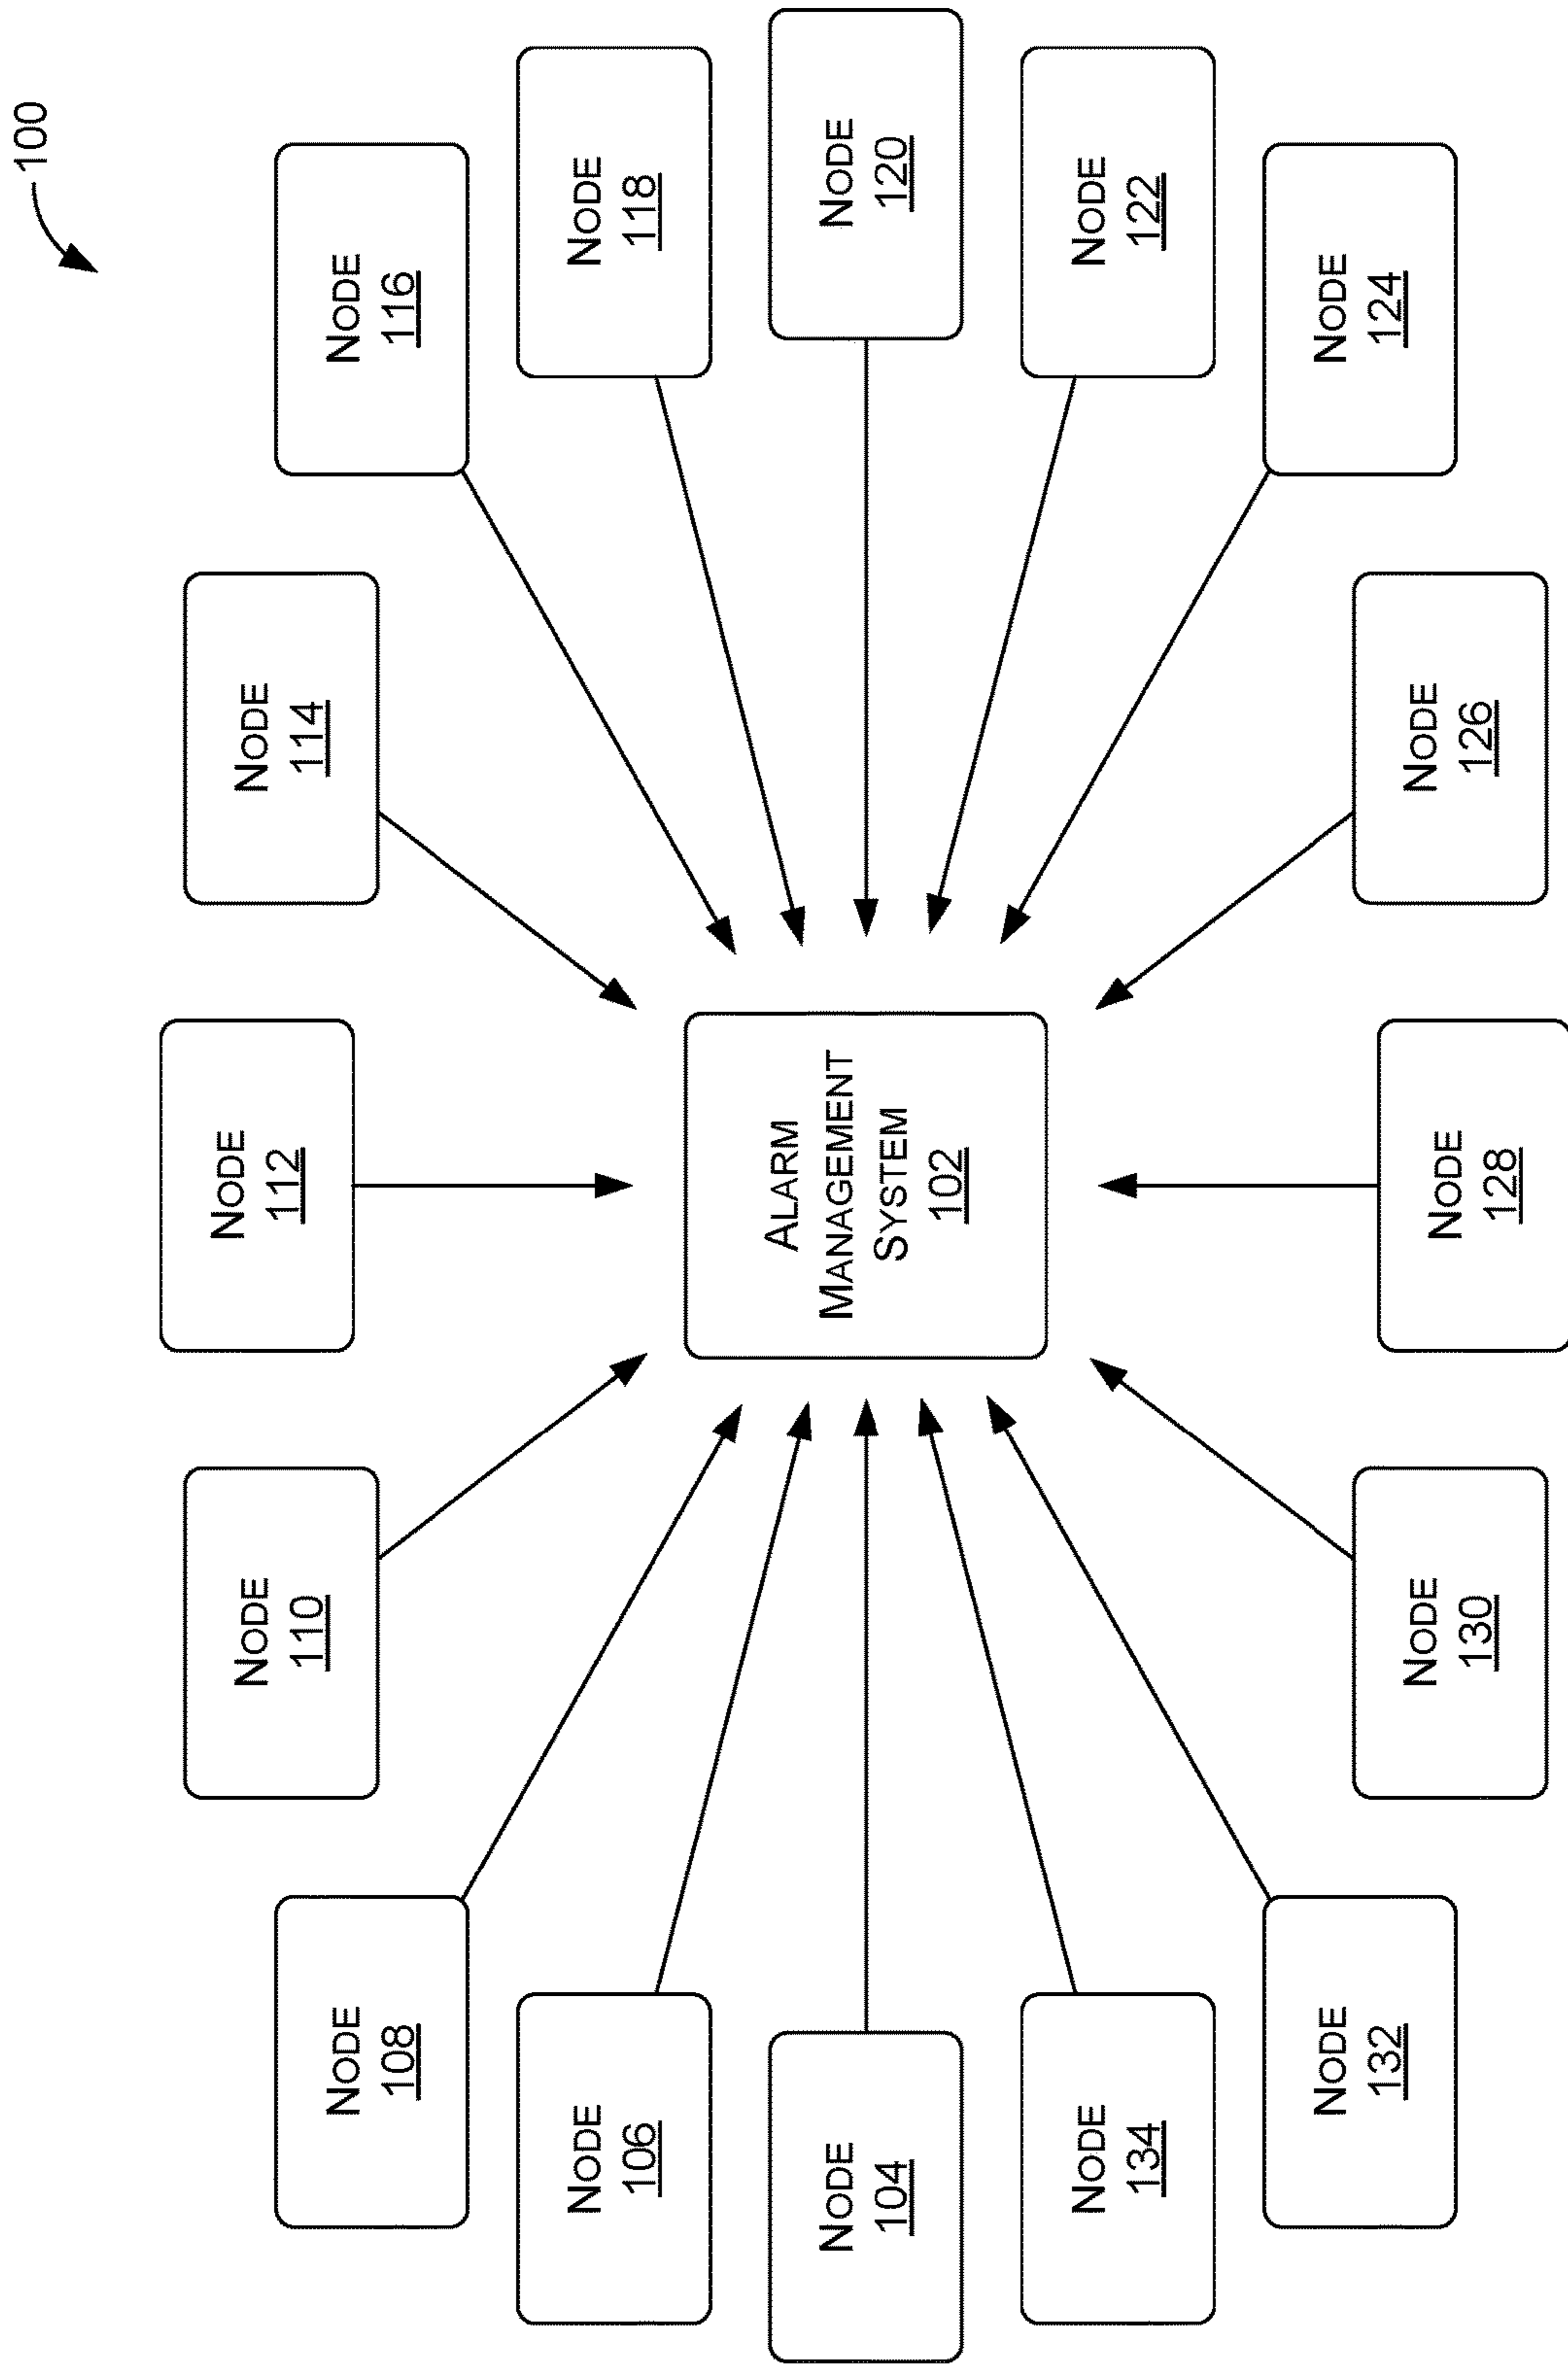 100
NODE
108
NODE
110
NODE
112
NODE
114
NODE
116
NODE
106
NODE
118
NODE
104
ALARM
MANAGEMENT
SYSTEM
102
NODE
120
NODE
134
NODE
122
NODE
132
NODE
130
NODE
128
NODE
126
NODE
124